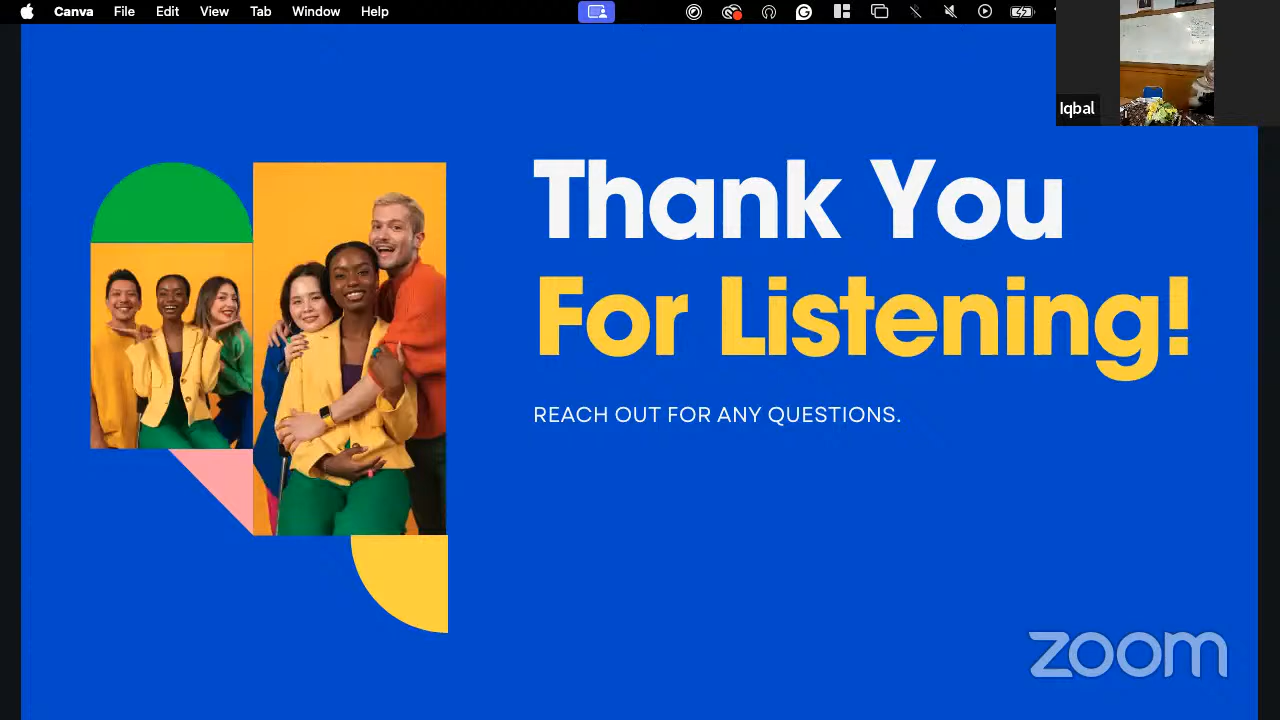 Canva File Edit View Tab Window Help
Iqbal
Thank You
For Listening!
REACH OUT FOR ANY QUESTIONS.
zoom